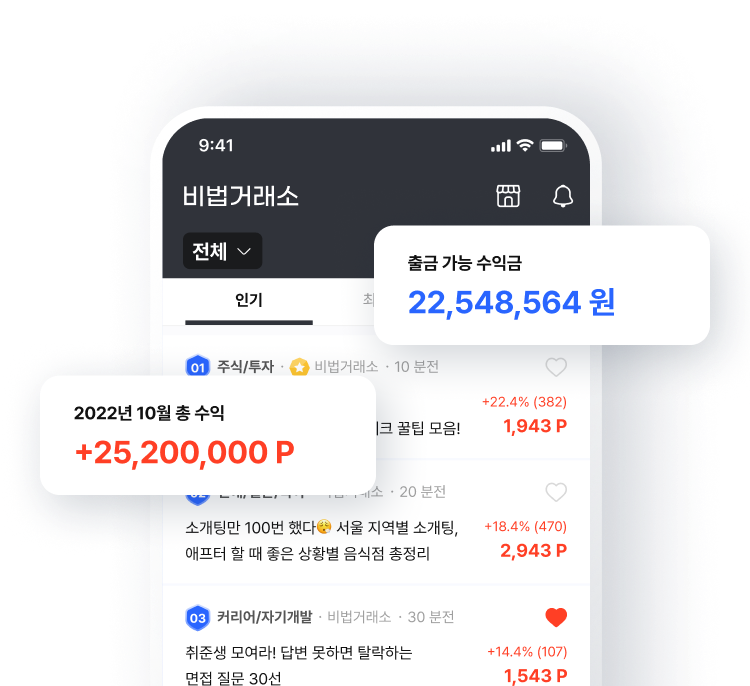 9:41
비법거래소
전체
출금 가능 수익금
22,548,564 원
인기
최
01 주식/투자 · 비법거래소 · 10 분전
+22.4% (382)
크 꿀팁 모음!
1,943 P
2022년 10월 총 수익
+25,200,000 P
· 20 분전
소개팅만 100번 했다😮‍💨 서울 지역별 소개팅,
+18.4% (470)
애프터 할 때 좋은 상황별 음식점 총정리
2,943 P
03 커리어/자기개발 · 비법거래소 · 30 분전
취준생 모여라! 답변 못하면 탈락하는
+14.4% (107)
면접 질문 30선
1,543 P